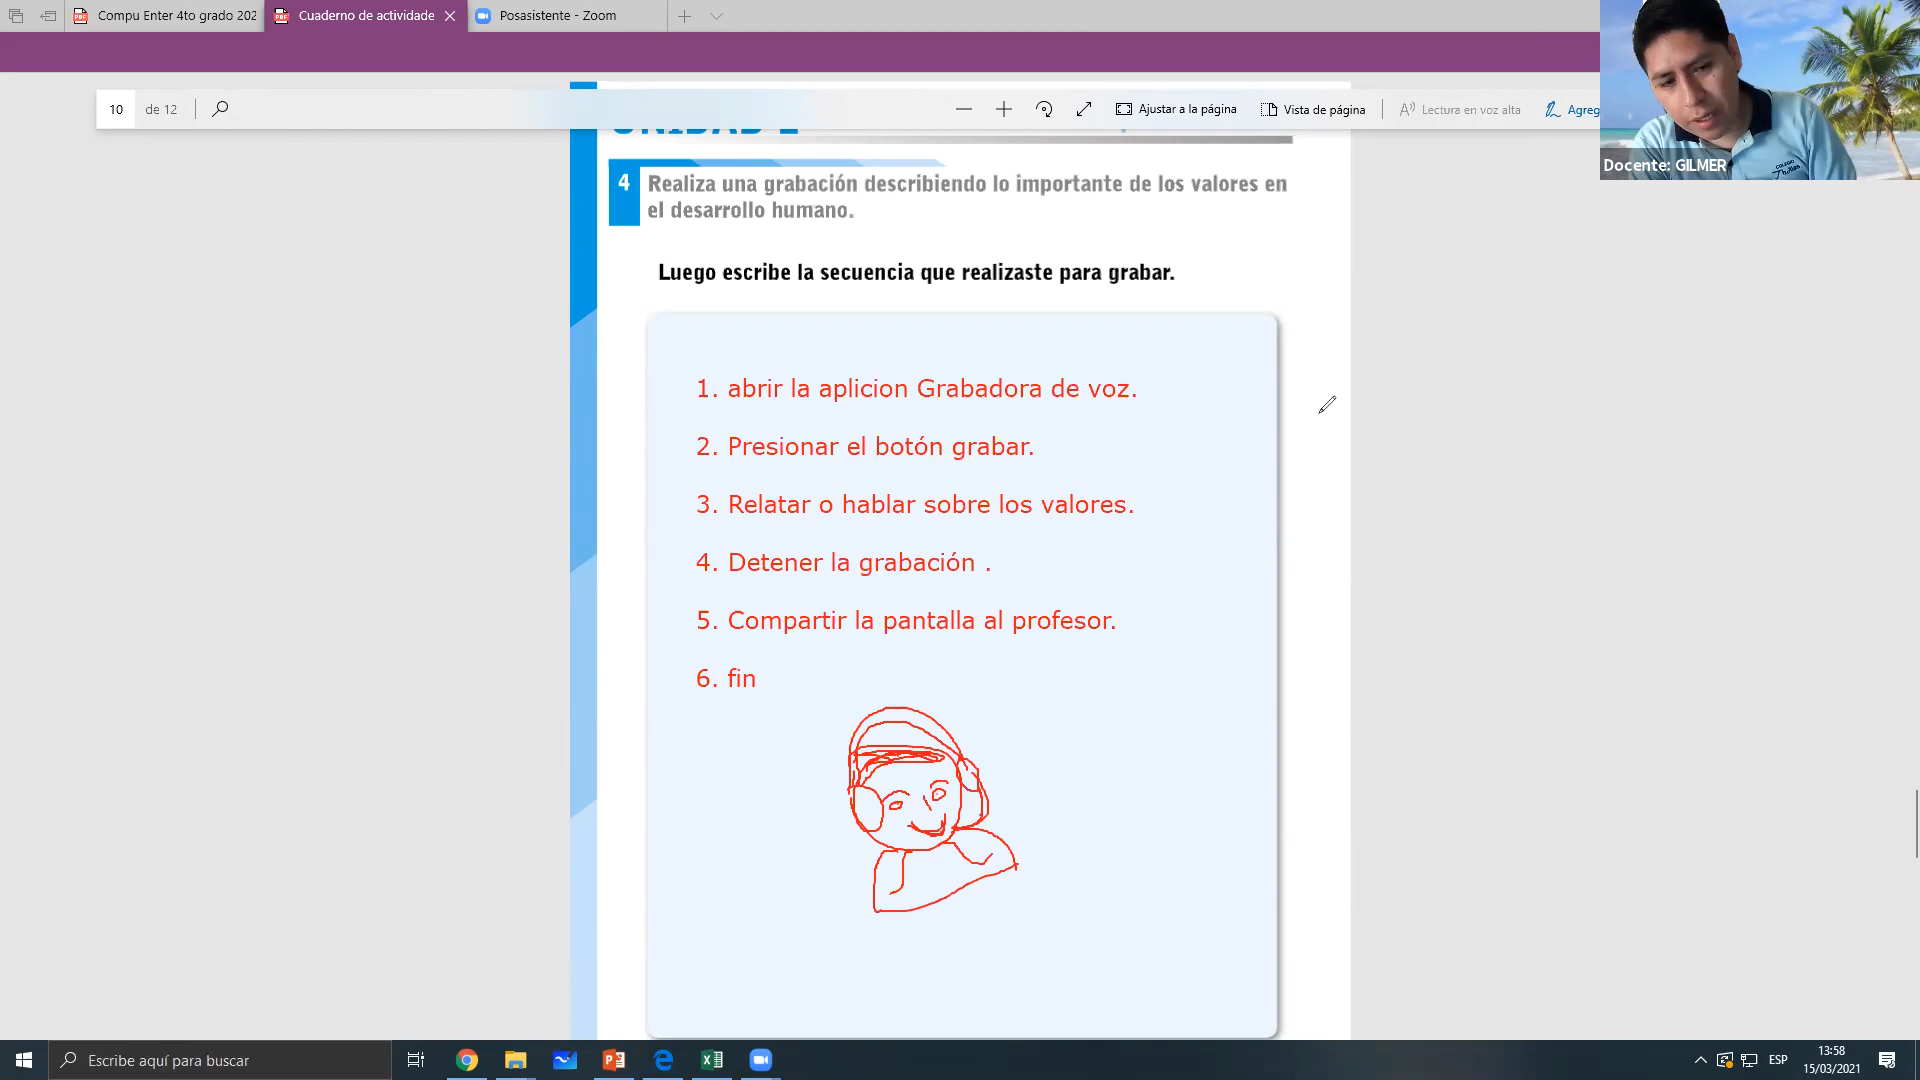 Compu Enter 4to grado 202
Cuaderno de actividade
Posasistente - Zoom
10 de 12
Ajustar a la página
Vista de página
Lectura en voz alta
Agreg
Docente: GILMER
COLEGIO
4 Realiza una grabación describiendo lo importante de los valores en
el desarrollo humano.
Luego escribe la secuencia que realizaste para grabar.
1. abrir la aplicion Grabadora de voz.
2. Presionar el botón grabar.
3. Relatar o hablar sobre los valores.
4. Detener la grabación .
5. Compartir la pantalla al profesor.
6. fin
Escribe aquí para buscar
ESP
13:58
15/03/2021